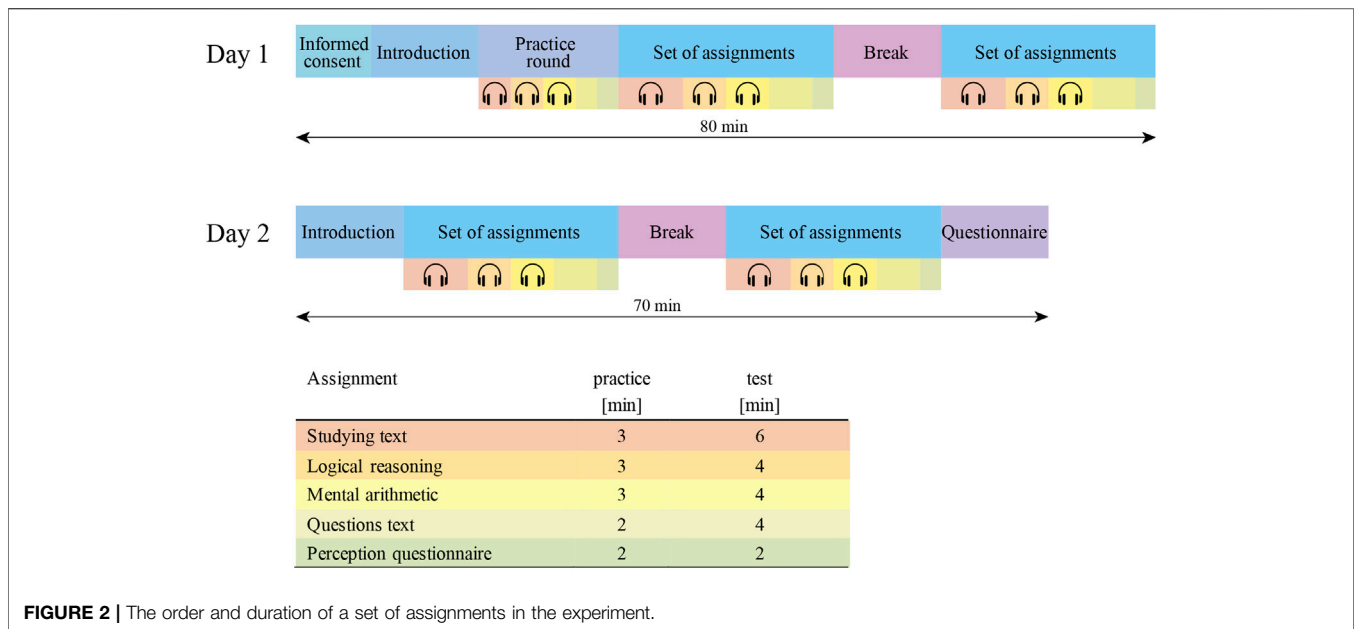 Day 1
Informed
consent
Introduction
Practice
round
Set of assignments
Break
Set of assignments
80 min
Day 2
Introduction
Set of assignments
Break
Set of assignments
Questionnaire
70 min
Assignment practice test
[min] [min]
Studying text 3 6
Logical reasoning 3 4
Mental arithmetic 3 4
Questions text 2 4
Perception questionnaire 2 2
FIGURE 2 | The order and duration of a set of assignments in the experiment.